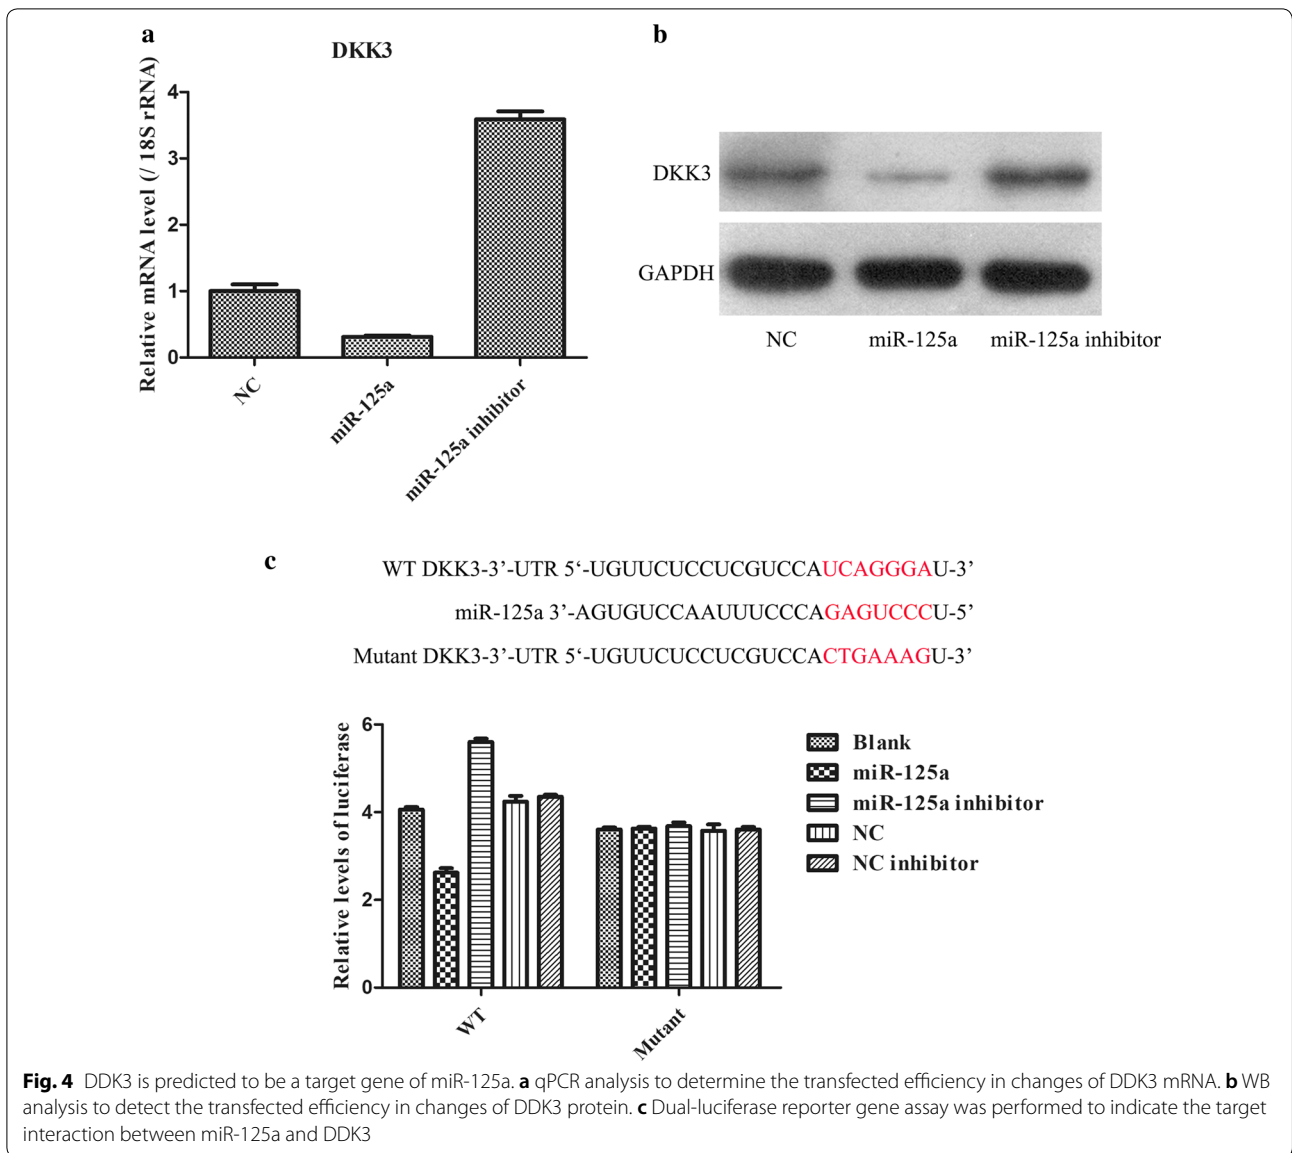 a
DKK3
Relative mRNA level (/ 18S rRNA)
4
3
2
1
0
NC
miR-125a
miR-125a inhibitor
b
DKK3
GAPDH
NC miR-125a miR-125a inhibitor
c
WT DKK3-3’-UTR 5‘-UGUUCUCCUCGUCCAUCAGGGAU-3’
miR-125a 3’-AGUGUCCAAUUUCCCAGAGUCCCU-5’
Mutant DKK3-3’-UTR 5‘-UGUUCUCCUCGUCCACTGAAAGU-3’
Relative levels of luciferase
6
4
2
0
WT
Mutant
Blank
miR-125a
miR-125a inhibitor
NC
NC inhibitor
Fig. 4 DDK3 is predicted to be a target gene of miR-125a. a qPCR analysis to determine the transfected efficiency in changes of DDK3 mRNA. b WB
analysis to detect the transfected efficiency in changes of DDK3 protein. c Dual-luciferase reporter gene assay was performed to indicate the target
interaction between miR-125a and DDK3